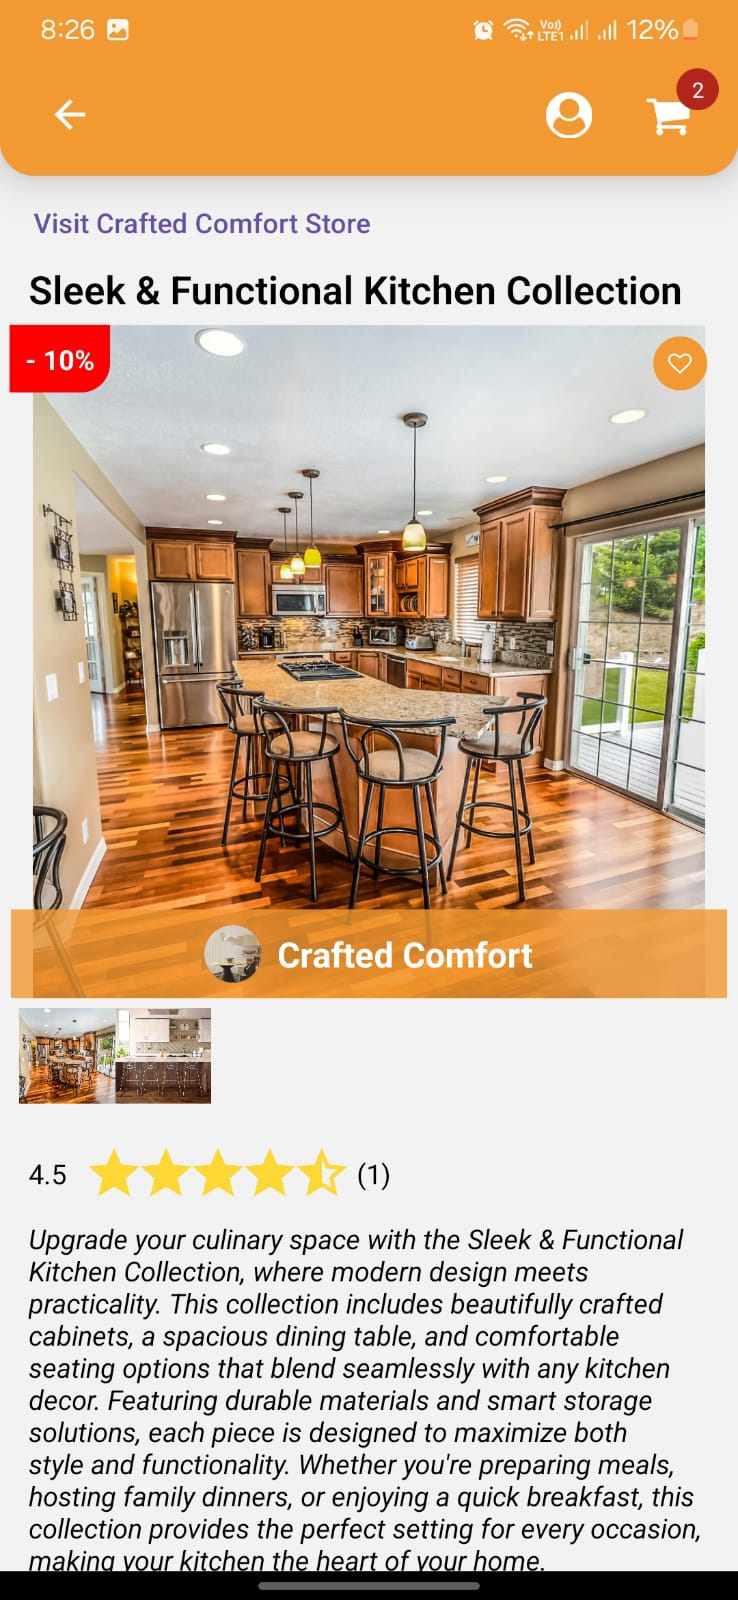 8:26
Vo)) LTE1 12%
2
Visit Crafted Comfort Store
Sleek & Functional Kitchen Collection
- 10%
Crafted Comfort
4.5 (1)
Upgrade your culinary space with the Sleek & Functional
Kitchen Collection, where modern design meets
practicality. This collection includes beautifully crafted
cabinets, a spacious dining table, and comfortable
seating options that blend seamlessly with any kitchen
decor. Featuring durable materials and smart storage
solutions, each piece is designed to maximize both
style and functionality. Whether you're preparing meals,
hosting family dinners, or enjoying a quick breakfast, this
collection provides the perfect setting for every occasion,
making your kitchen the heart of your home.